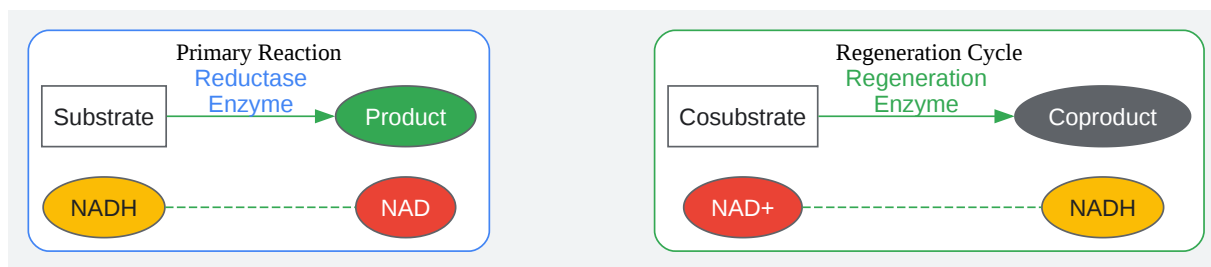 Primary Reaction
Reductase
Enzyme
Substrate
Product
NADH
NAD
Regeneration Cycle
Regeneration
Enzyme
Cosubstrate
Coproduct
NAD+
NADH